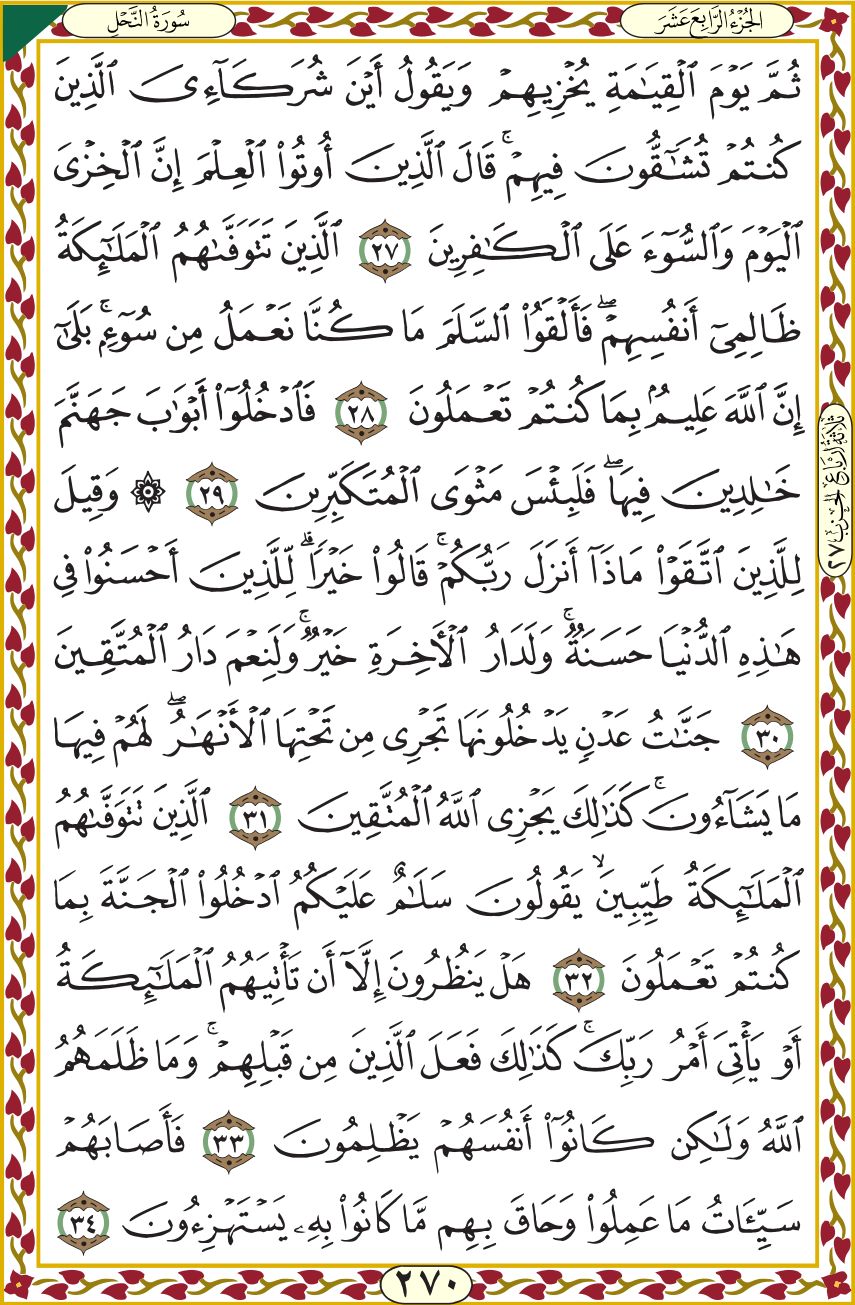 سُورَةُ النَّحْلِ
الجُزْءُ الرَّابِعَ عَشَرَ
ثُمَّ يَوْمَ ٱلْقِيَٰمَةِ يُخْزِيهِمْ وَيَقُولُ أَيْنَ شُرَكَآءِىَ ٱلَّذِينَ
كُنتُمْ تُشَٰٓقُّونَ فِيهِمْ ۚ قَالَ ٱلَّذِينَ أُوتُوا۟ ٱلْعِلْمَ إِنَّ ٱلْخِزْىَ
ٱلْيَوْمَ وَٱلسُّوٓءَ عَلَى ٱلْكَٰفِرِينَ ٢٧ ٱلَّذِينَ تَتَوَفَّىٰهُمُ ٱلْمَلَٰٓئِكَةُ
ظَالِمِىٓ أَنفُسِهِمْ ۖ فَأَلْقَوُا۟ ٱلسَّلَمَ مَا كُنَّا نَعْمَلُ مِن سُوٓءٍۭ ۚ بَلَىٰٓ
إِنَّ ٱللَّهَ عَلِيمٌۢ بِمَا كُنتُمْ تَعْمَلُونَ ٢٨ فَٱدْخُلُوٓا۟ أَبْوَٰبَ جَهَنَّمَ
خَٰلِدِينَ فِيهَا ۖ فَلَبِئْسَ مَثْوَى ٱلْمُتَكَبِّرِينَ ٢٩ ۞ وَقِيلَ
لِلَّذِينَ ٱتَّقَوْا۟ مَاذَآ أَنزَلَ رَبُّكُمْ ۚ قَالُوا۟ خَيْرًا ۗ لِّلَّذِينَ أَحْسَنُوا۟ فِى
هَٰذِهِ ٱلدُّنْيَا حَسَنَةٌ ۚ وَلَدَارُ ٱلْأَخِرَةِ خَيْرٌ ۚ وَلَنِعْمَ دَارُ ٱلْمُتَّقِينَ
٣٠ جَنَّٰتُ عَدْنٍ يَدْخُلُونَهَا تَجْرِى مِن تَحْتِهَا ٱلْأَنْهَٰرُ ۖ لَهُمْ فِيهَا
مَا يَشَآءُونَ ۚ كَذَٰلِكَ يَجْزِى ٱللَّهُ ٱلْمُتَّقِينَ ٣١ ٱلَّذِينَ تَتَوَفَّىٰهُمُ
ٱلْمَلَٰٓئِكَةُ طَيِّبِينَ ۙ يَقُولُونَ سَلَٰمٌ عَلَيْكُمُ ٱدْخُلُوا۟ ٱلْجَنَّةَ بِمَا
كُنتُمْ تَعْمَلُونَ ٣٢ هَلْ يَنظُرُونَ إِلَّآ أَن تَأْتِيَهُمُ ٱلْمَلَٰٓئِكَةُ
أَوْ يَأْتِىَ أَمْرُ رَبِّكَ ۚ كَذَٰلِكَ فَعَلَ ٱلَّذِينَ مِن قَبْلِهِمْ ۚ وَمَا ظَلَمَهُمُ
ٱللَّهُ وَلَٰكِن كَانُوٓا۟ أَنفُسَهُمْ يَظْلِمُونَ ٣٣ فَأَصَابَهُمْ
سَيِّـَٔاتُ مَا عَمِلُوا۟ وَحَاقَ بِهِم مَّا كَانُوا۟ بِهِۦ يَسْتَهْزِءُونَ ٣٤
ثَلَاثَةُ أَرْبَاعِ الحِزْبِ ٢٧
٢٧٠